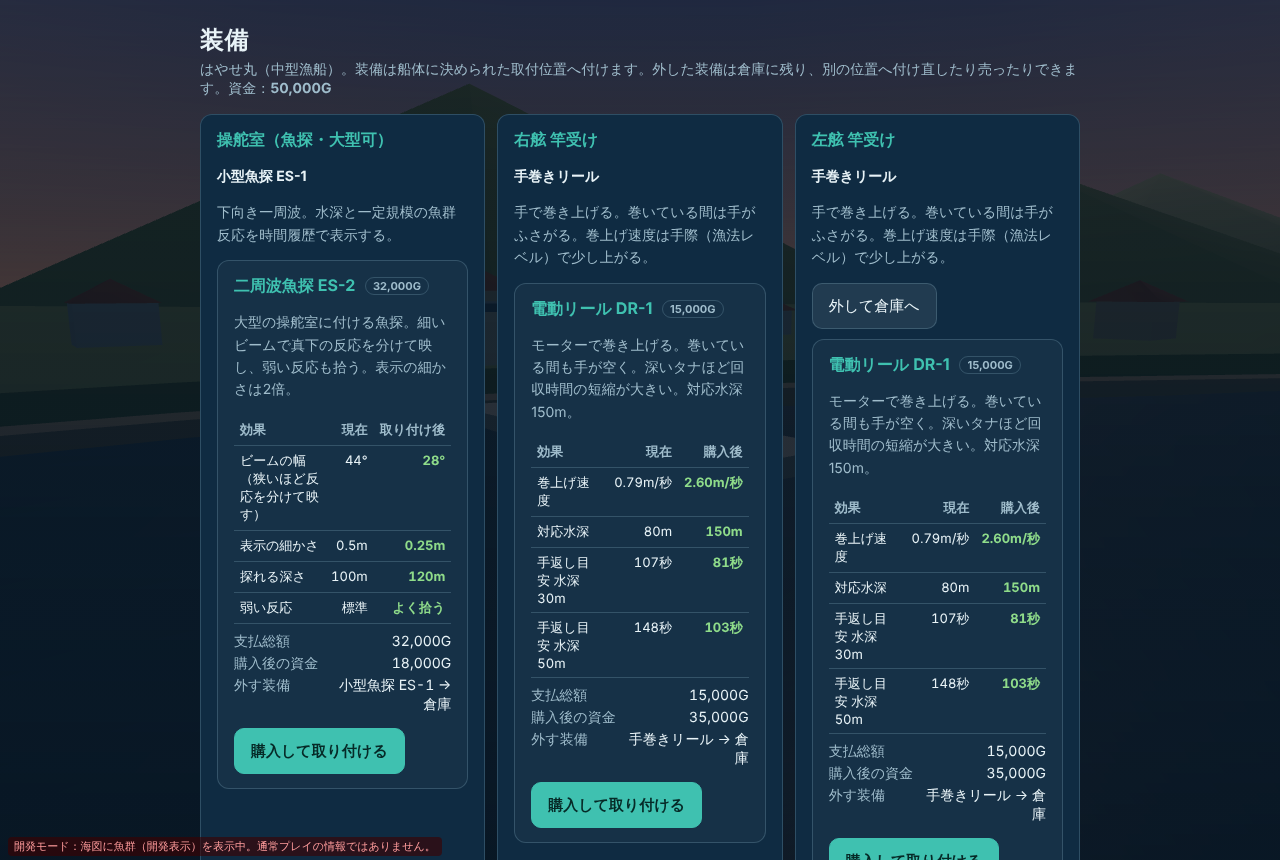 装備
はやせ丸（中型漁船）。装備は船体に決められた取付位置へ付けます。外した装備は倉庫に残り、別の位置へ付け直したり売ったりできま
す。資金：50,000G
操舵室（魚探・大型可）
小型魚探 ES-1
下向き一周波。水深と一定規模の魚群
反応を時間履歴で表示する。
二周波魚探 ES-2 32,000G
大型の操舵室に付ける魚探。細い
ビームで真下の反応を分けて映
し、弱い反応も拾う。表示の細か
さは2倍。
効果 現在 取り付け後
ビームの幅 44° 28°
（狭いほど反
応を分けて映
す）
表示の細かさ 0.5m 0.25m
探れる深さ 100m 120m
弱い反応 標準 よく拾う
支払総額 32,000G
購入後の資金 18,000G
外す装備 小型魚探 ES-1 →
倉庫
購入して取り付ける
右舷 竿受け
手巻きリール
手で巻き上げる。巻いている間は手が
ふさがる。巻上げ速度は手際（漁法レ
ベル）で少し上がる。
電動リール DR-1 15,000G
モーターで巻き上げる。巻いてい
る間も手が空く。深いタナほど回
収時間の短縮が大きい。対応水深
150m。
効果 現在 購入後
巻上げ速 0.79m/秒 2.60m/秒
度
対応水深 80m 150m
手返し目 107秒 81秒
安 水深
30m
手返し目 148秒 103秒
安 水深
50m
支払総額 15,000G
購入後の資金 35,000G
外す装備 手巻きリール → 倉
庫
購入して取り付ける
左舷 竿受け
手巻きリール
手で巻き上げる。巻いている間は手が
ふさがる。巻上げ速度は手際（漁法レ
ベル）で少し上がる。
外して倉庫へ
電動リール DR-1 15,000G
モーターで巻き上げる。巻いてい
る間も手が空く。深いタナほど回
収時間の短縮が大きい。対応水深
150m。
効果 現在 購入後
巻上げ速 0.79m/秒 2.60m/秒
度
対応水深 80m 150m
手返し目 107秒 81秒
安 水深
30m
手返し目 148秒 103秒
安 水深
50m
支払総額 15,000G
購入後の資金 35,000G
外す装備 手巻きリール → 倉
庫
購入して取り付ける
開発モード：海図に魚群（開発表示）を表示中。通常プレイの情報ではありません。